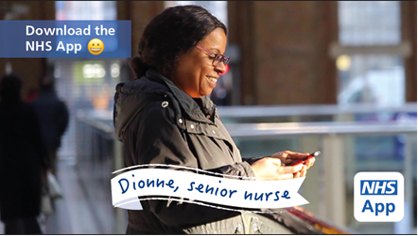 Download the
NHS App 😀
Dionne, senior nurse
NHS
App